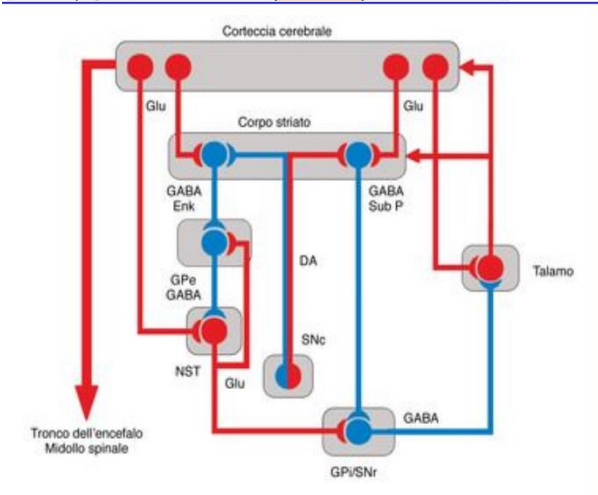 Corteccia cerebrale
Glu
Glu
Corpo striato
GABA
Enk
GABA
Sub P
DA
GPe
GABA
Talamo
SNc
NST
Glu
GABA
Tronco dell'encefalo
Midollo spinale
GPi/SNr